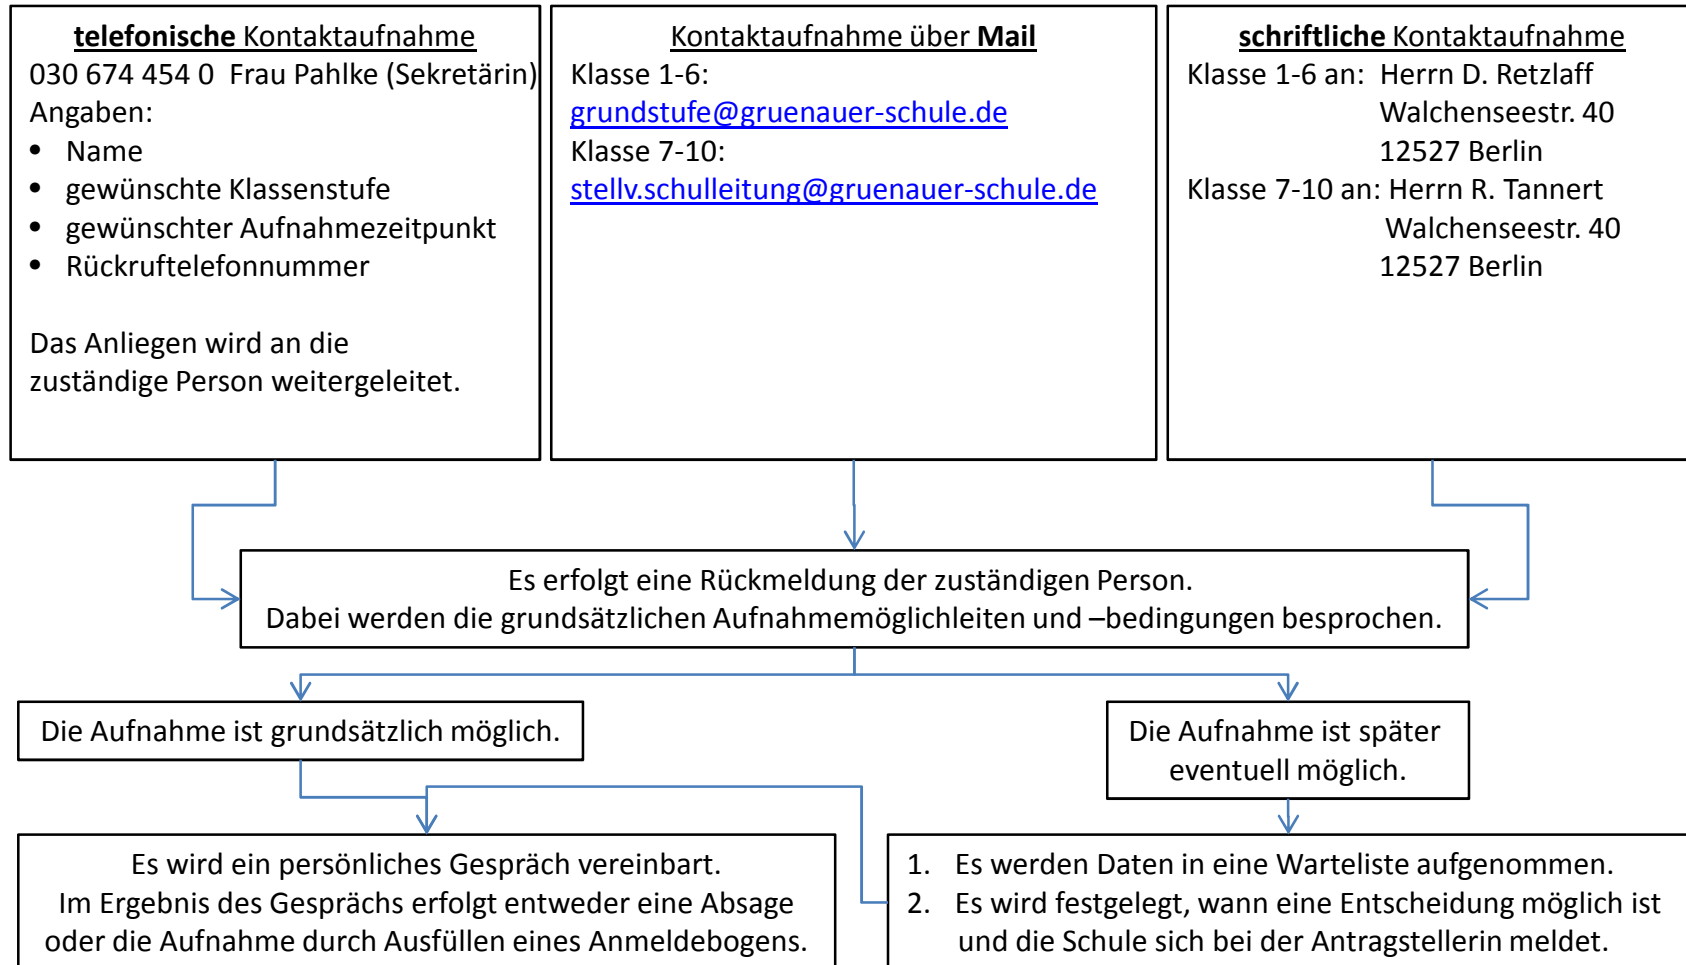 telefonische Kontaktaufnahme
030 674 454 0  Frau Pahlke (Sekretärin)
Angaben:
• Name
• gewünschte Klassenstufe
• gewünschter Aufnahmezeitpunkt
• Rückruftelefonnummer
Das Anliegen wird an die
zuständige Person weitergeleitet.
Kontaktaufnahme über Mail
Klasse 1-6:
grundstufe@gruenauer-schule.de
Klasse 7-10:
stellv.schulleitung@gruenauer-schule.de
schriftliche Kontaktaufnahme
Klasse 1-6 an:  Herrn D. Retzlaff
Walchenseestr. 40
12527 Berlin
Klasse 7-10 an: Herrn R. Tannert
Walchenseestr. 40
12527 Berlin
Es erfolgt eine Rückmeldung der zuständigen Person.
Dabei werden die grundsätzlichen Aufnahmemöglichleiten und –bedingungen besprochen.
Die Aufnahme ist grundsätzlich möglich.
Die Aufnahme ist später
eventuell möglich.
Es wird ein persönliches Gespräch vereinbart.
Im Ergebnis des Gesprächs erfolgt entweder eine Absage
oder die Aufnahme durch Ausfüllen eines Anmeldebogens.
1. Es werden Daten in eine Warteliste aufgenommen.
2. Es wird festgelegt, wann eine Entscheidung möglich ist
und die Schule sich bei der Antragstellerin meldet.